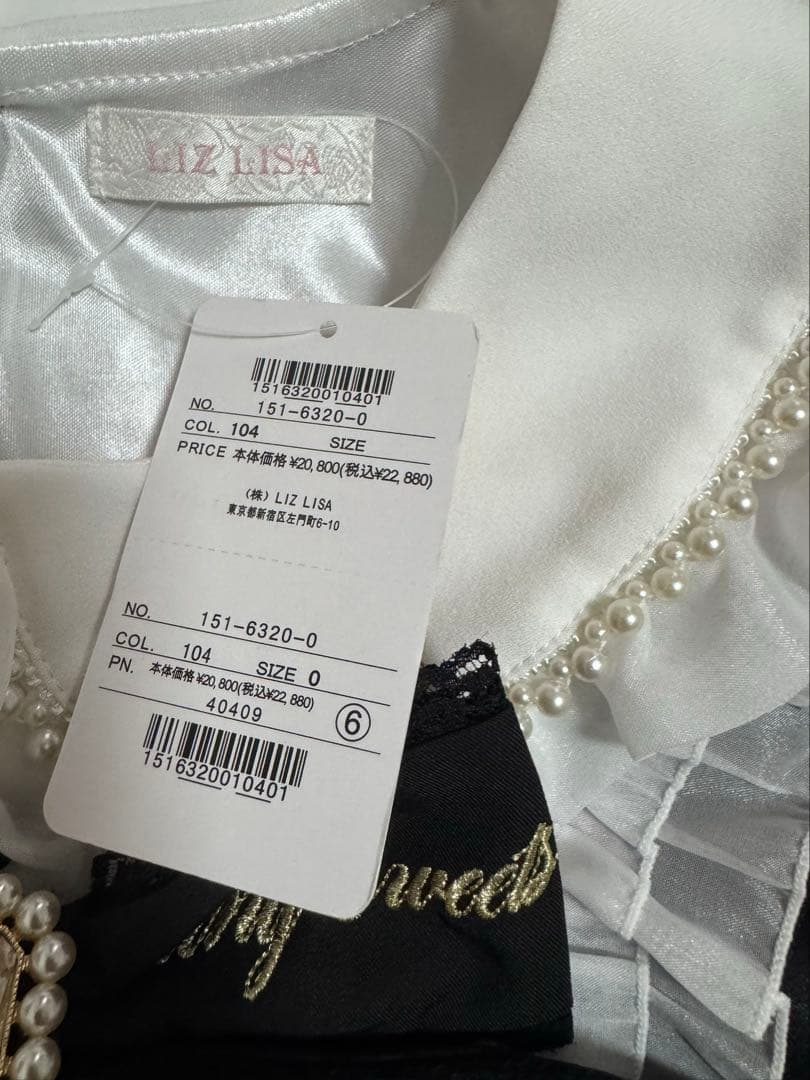 LIZ LISA
1516320010401
NO. 151-6320-0
COL. 104 SIZE
PRICE 本体価格¥20,800(税込¥22,880)
(株) LIZ LISA
東京都新宿区左門町6-10
NO. 151-6320-0
COL. 104 SIZE 0
PN. 本体価格¥20,800(税込¥22,880)
40409 ⑥
1516320010401